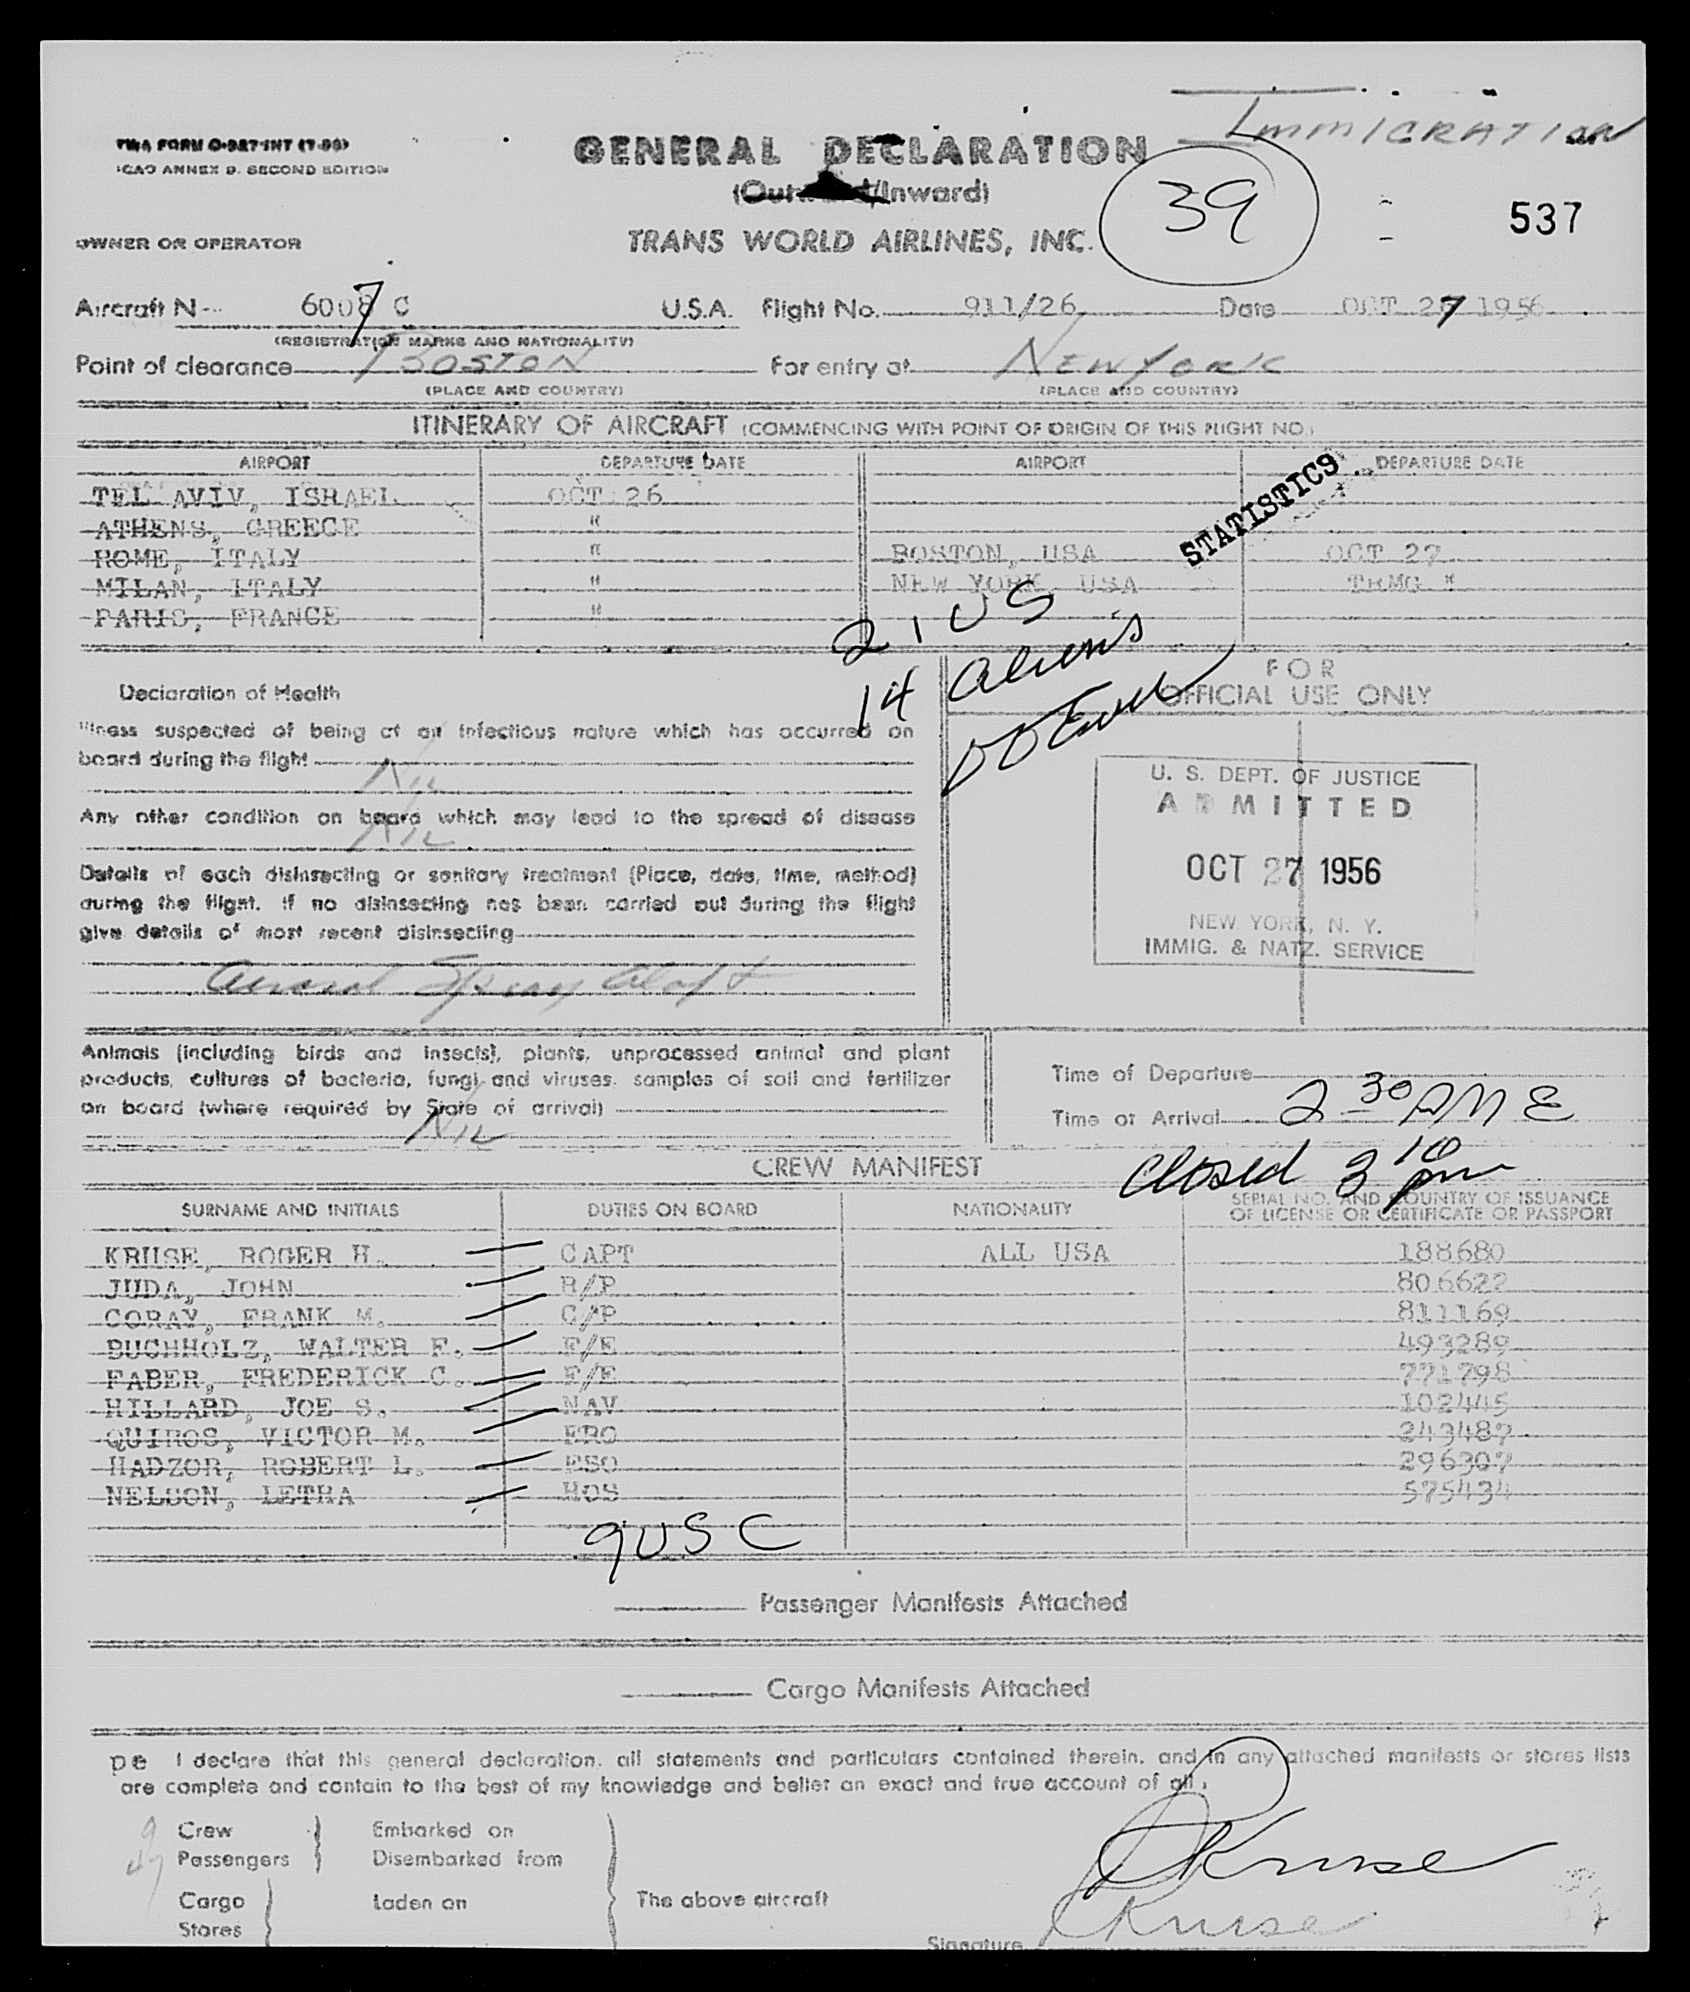 IMMIGRATION
TWA FORM O-927-INT (7-56)
ICAO ANNEX 9. SECOND EDITION
GENERAL DECLARATION
(Outward/Inward)
39
537
OWNER OR OPERATOR
TRANS WORLD AIRLINES, INC.
Aircraft N 6007 C U.S.A. Flight No. 911/26 Date OCT 27 1956
(REGISTRATION MARKS AND NATIONALITY)
Point of clearance BOSTON For entry at NEW YORK
(PLACE AND COUNTRY) (PLACE AND COUNTRY)
ITINERARY OF AIRCRAFT (COMMENCING WITH POINT OF ORIGIN OF THIS FLIGHT NO.)
AIRPORT DEPARTURE DATE AIRPORT DEPARTURE DATE
STATISTICS
TEL AVIV, ISRAEL OCT 26
ATHENS, GREECE "
ROME, ITALY " BOSTON, USA OCT 27
MILAN, ITALY " NEW YORK, USA TRMG "
PARIS, FRANCE "
21 US
14 aliens
Declaration of Health
FOR
OFFICIAL USE ONLY
Illness suspected of being of an infectious nature which has occurred on
board during the flight
NIL
Any other condition on board which may lead to the spread of disease
NIL
Details of each disinsecting or sanitary treatment (Place, date, time, method)
during the flight. If no disinsecting has been carried out during the flight
give details of most recent disinsecting
Aerosol Spray Aloft
U. S. DEPT. OF JUSTICE
ADMITTED
OCT 27 1956
NEW YORK, N. Y.
IMMIG. & NATZ. SERVICE
Animals (including birds and insects), plants, unprocessed animal and plant
products, cultures of bacteria, fungi and viruses, samples of soil and fertilizer
on board (where required by State of arrival)
NIL
Time of Departure
Time of Arrival 2 30 PM E
Closed 3 10 pm
CREW MANIFEST
SURNAME AND INITIALS DUTIES ON BOARD NATIONALITY SERIAL NO. AND COUNTRY OF ISSUANCE
OF LICENSE OR CERTIFICATE OR PASSPORT
KRUSE, ROGER H. CAPT ALL USA 188680
JUDA, JOHN R/P 806622
CORAY, FRANK M. C/P 811169
BUCHHOLZ, WALTER F. F/E 493289
FABER, FREDERICK C. F/E 771798
HILLARD, JOE S. NAV 102445
QUIROS, VICTOR M. FRO 243487
HADZOR, ROBERT L. FSO 296307
NELSON, LETHA HOS 575434
9 USC
Passenger Manifests Attached
Cargo Manifests Attached
pe I declare that this general declaration, all statements and particulars contained therein, and in any attached manifests or stores lists
are complete and contain to the best of my knowledge and belief an exact and true account of all
9 Crew Embarked on
Passengers Disembarked from
Cargo Laden on The above aircraft
Stores
RKruse
RKruse
Signature